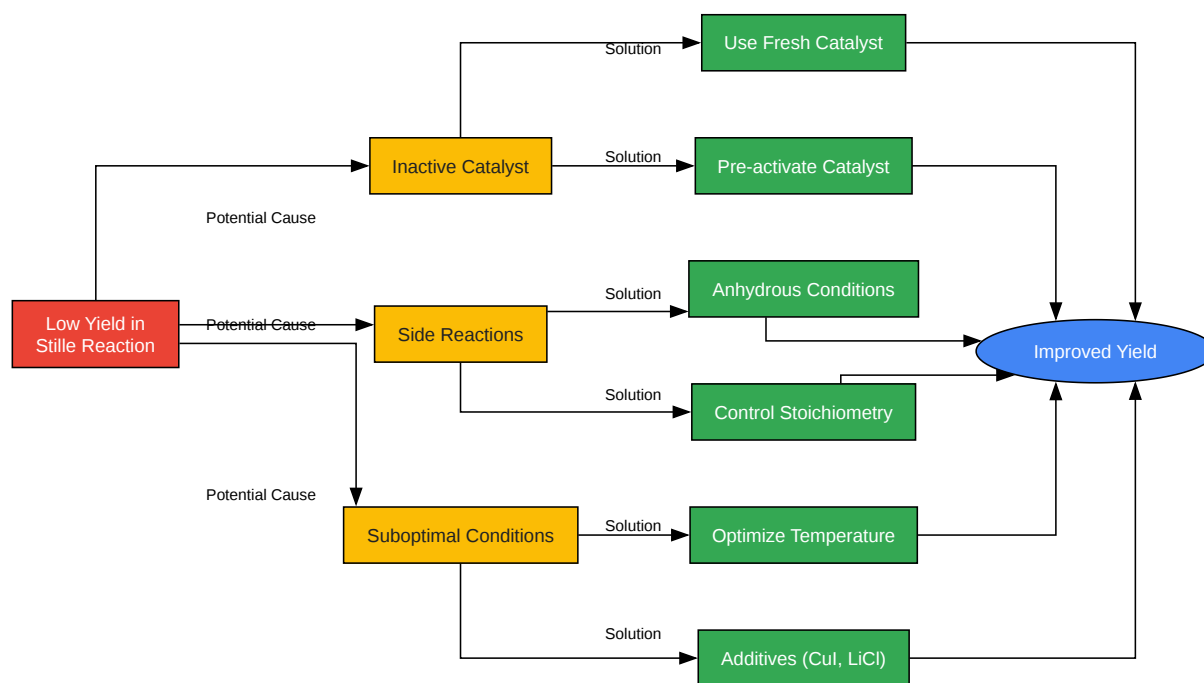 Use Fresh Catalyst
Solution
Inactive Catalyst
Solution
Pre-activate Catalyst
Potential Cause
Anhydrous Conditions
Solution
Low Yield in
Stille Reaction
Potential Cause
Side Reactions
Improved Yield
Solution
Control Stoichiometry
Potential Cause
Suboptimal Conditions
Solution
Optimize Temperature
Solution
Additives (CuI, LiCl)